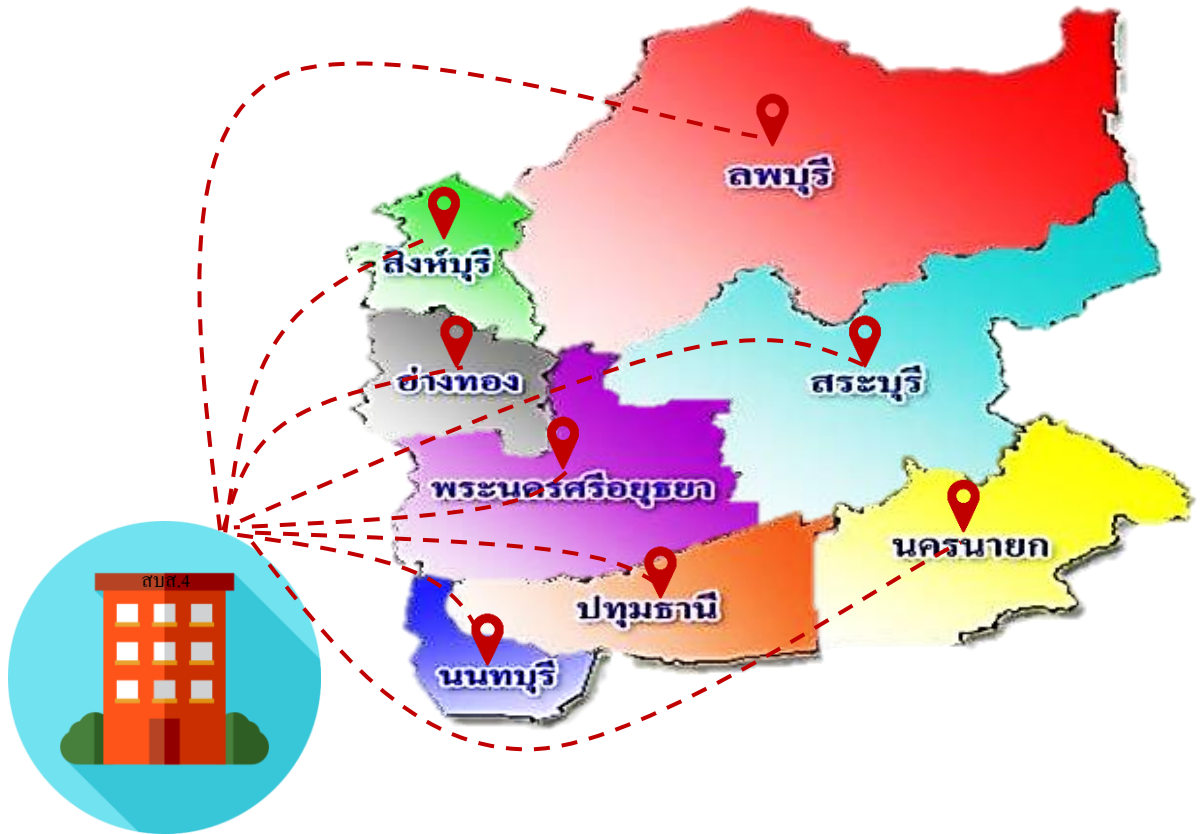 ลพบุรี
สิงห์บุรี
อ่างทอง
สระบุรี
พระนครศรีอยุธยา
นครนายก
สบส.4
ปทุมธานี
นนทบุรี